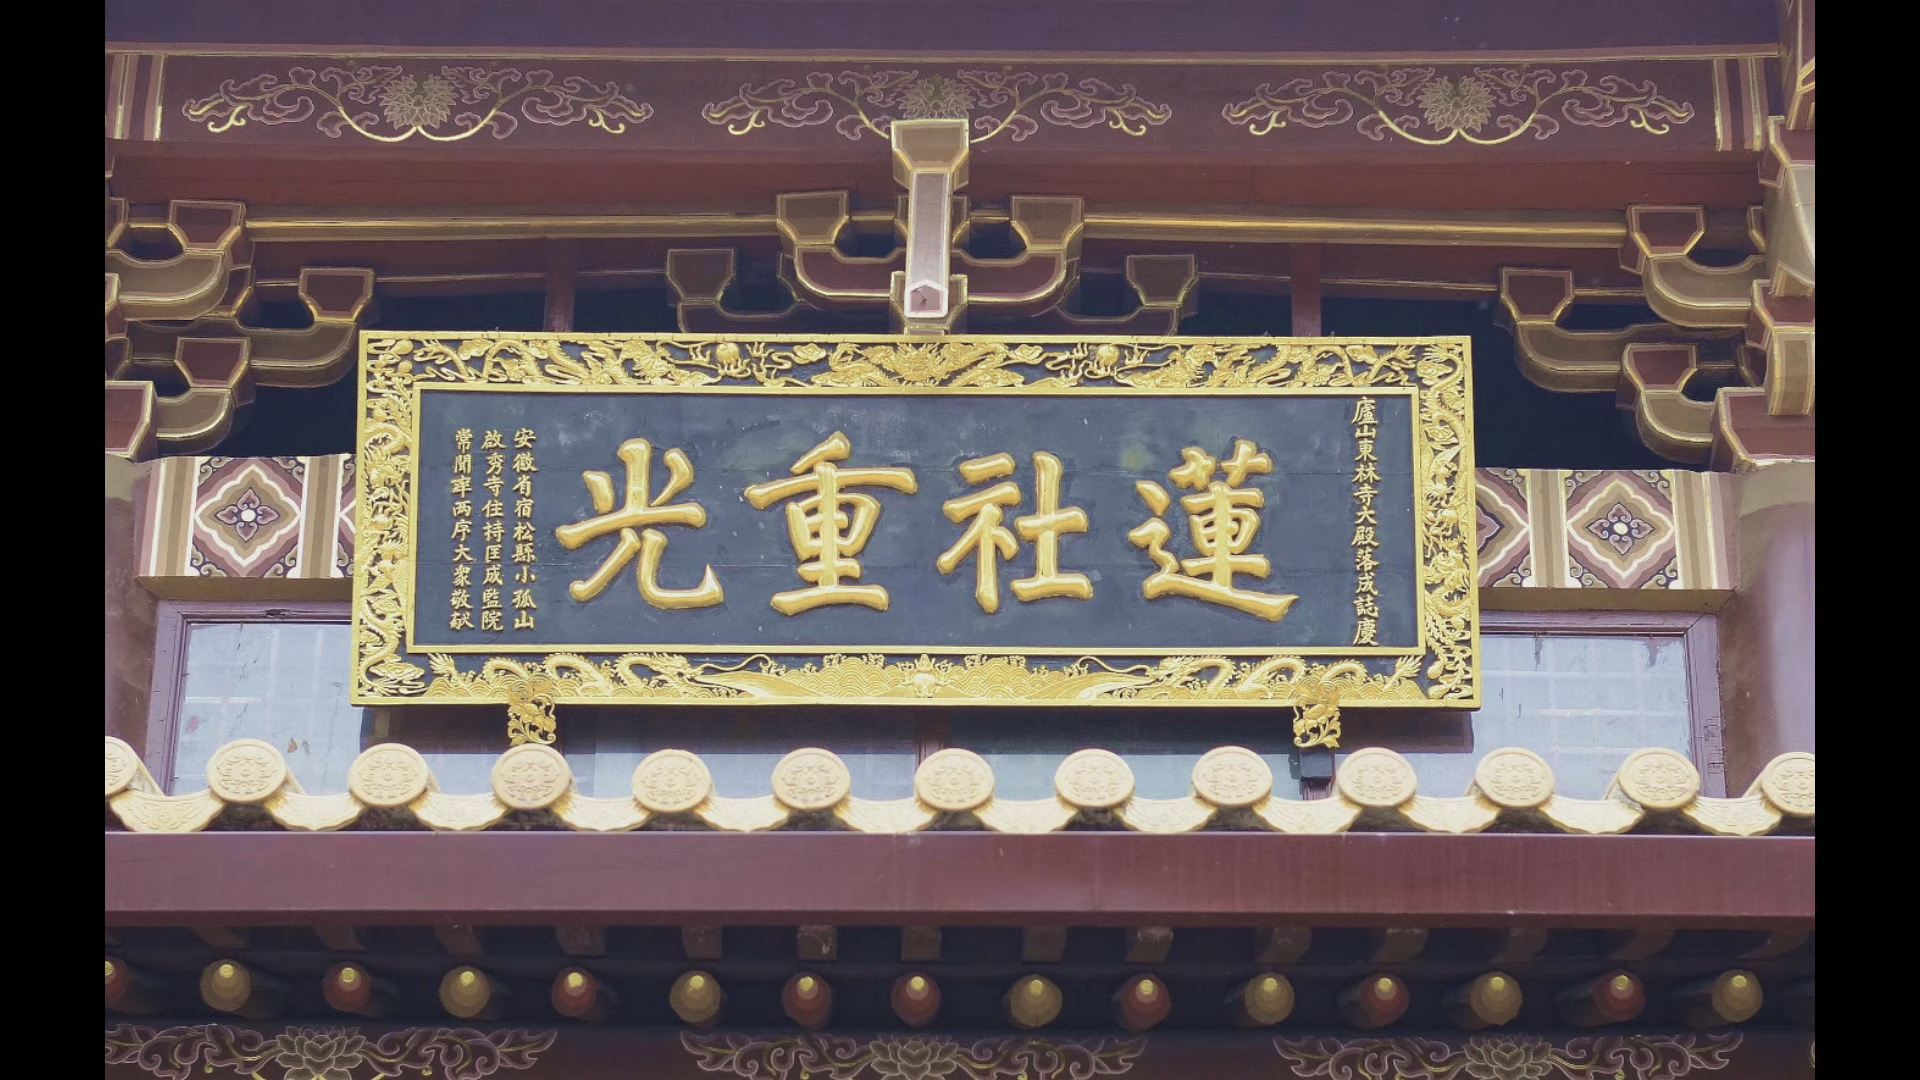 廬山東林寺大殿落成誌慶
蓮社重光
安徽省宿松縣小孤山
啟秀寺住持匡成監院
常聞率两序大衆敬献